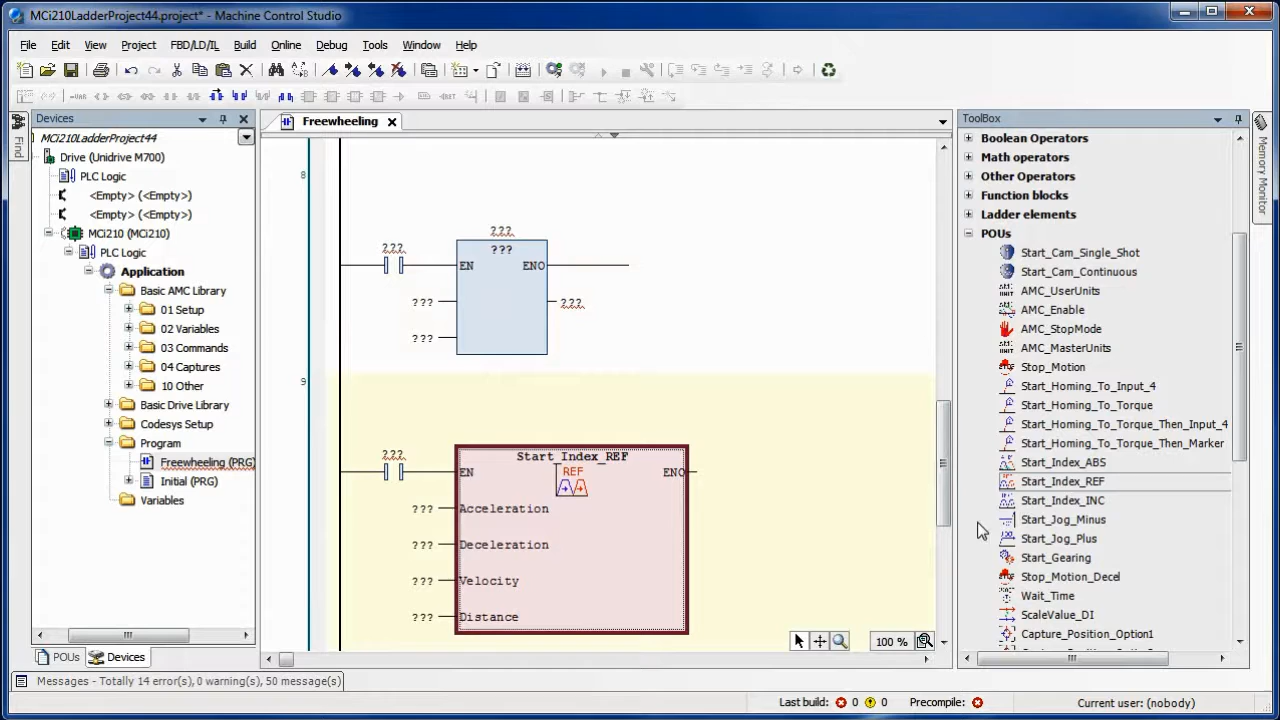 MCi210LadderProject44.project* - Machine Control Studio
File Edit View Project FBD/LD/IL Build Online Debug Tools Window Help
Devices
Freewheeling
ToolBox
Find
MCi210LadderProject44
Drive (Unidrive M700)
PLC Logic
<Empty> (<Empty>)
<Empty> (<Empty>)
MCi210 (MCi210)
PLC Logic
Application
Basic AMC Library
01 Setup
02 Variables
03 Commands
04 Captures
10 Other
Basic Drive Library
Codesys Setup
Program
Freewheeling (PRG)
Initial (PRG)
Variables
POUs Devices
8
???
??? ???
EN ENO
??? ???
???
9
???
Start_Index_REF
EN REF ENO
??? Acceleration
??? Deceleration
??? Velocity
??? Distance
100 %
Boolean Operators
Math operators
Other Operators
Function blocks
Ladder elements
POUs
Start_Cam_Single_Shot
Start_Cam_Continuous
AMC_UserUnits
AMC_Enable
AMC_StopMode
AMC_MasterUnits
Stop_Motion
Start_Homing_To_Input_4
Start_Homing_To_Torque
Start_Homing_To_Torque_Then_Input_4
Start_Homing_To_Torque_Then_Marker
Start_Index_ABS
Start_Index_REF
Start_Index_INC
Start_Jog_Minus
Start_Jog_Plus
Start_Gearing
Stop_Motion_Decel
Wait_Time
ScaleValue_DI
Capture_Position_Option1
Memory Monitor
Messages - Totally 14 error(s), 0 warning(s), 50 message(s)
Last build: 0 0 Precompile: Current user: (nobody)